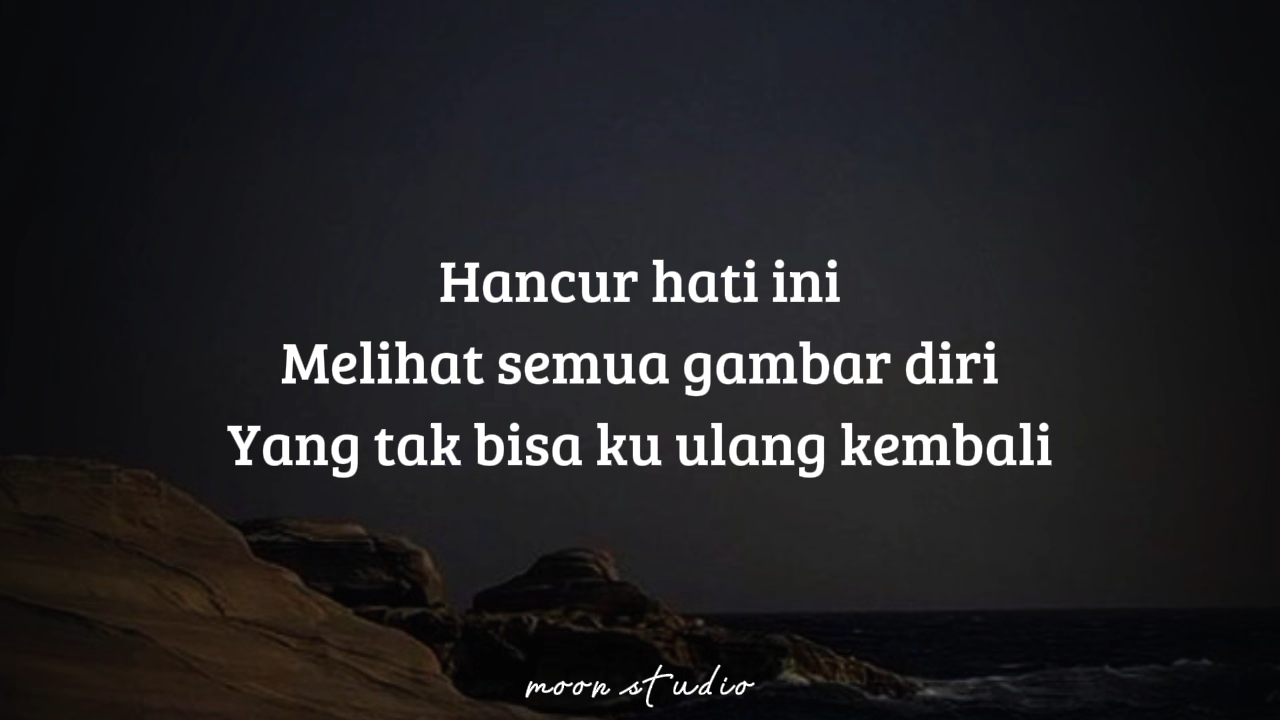 Hancur hati ini
Melihat semua gambar diri
Yang tak bisa ku ulang kembali
moon studio